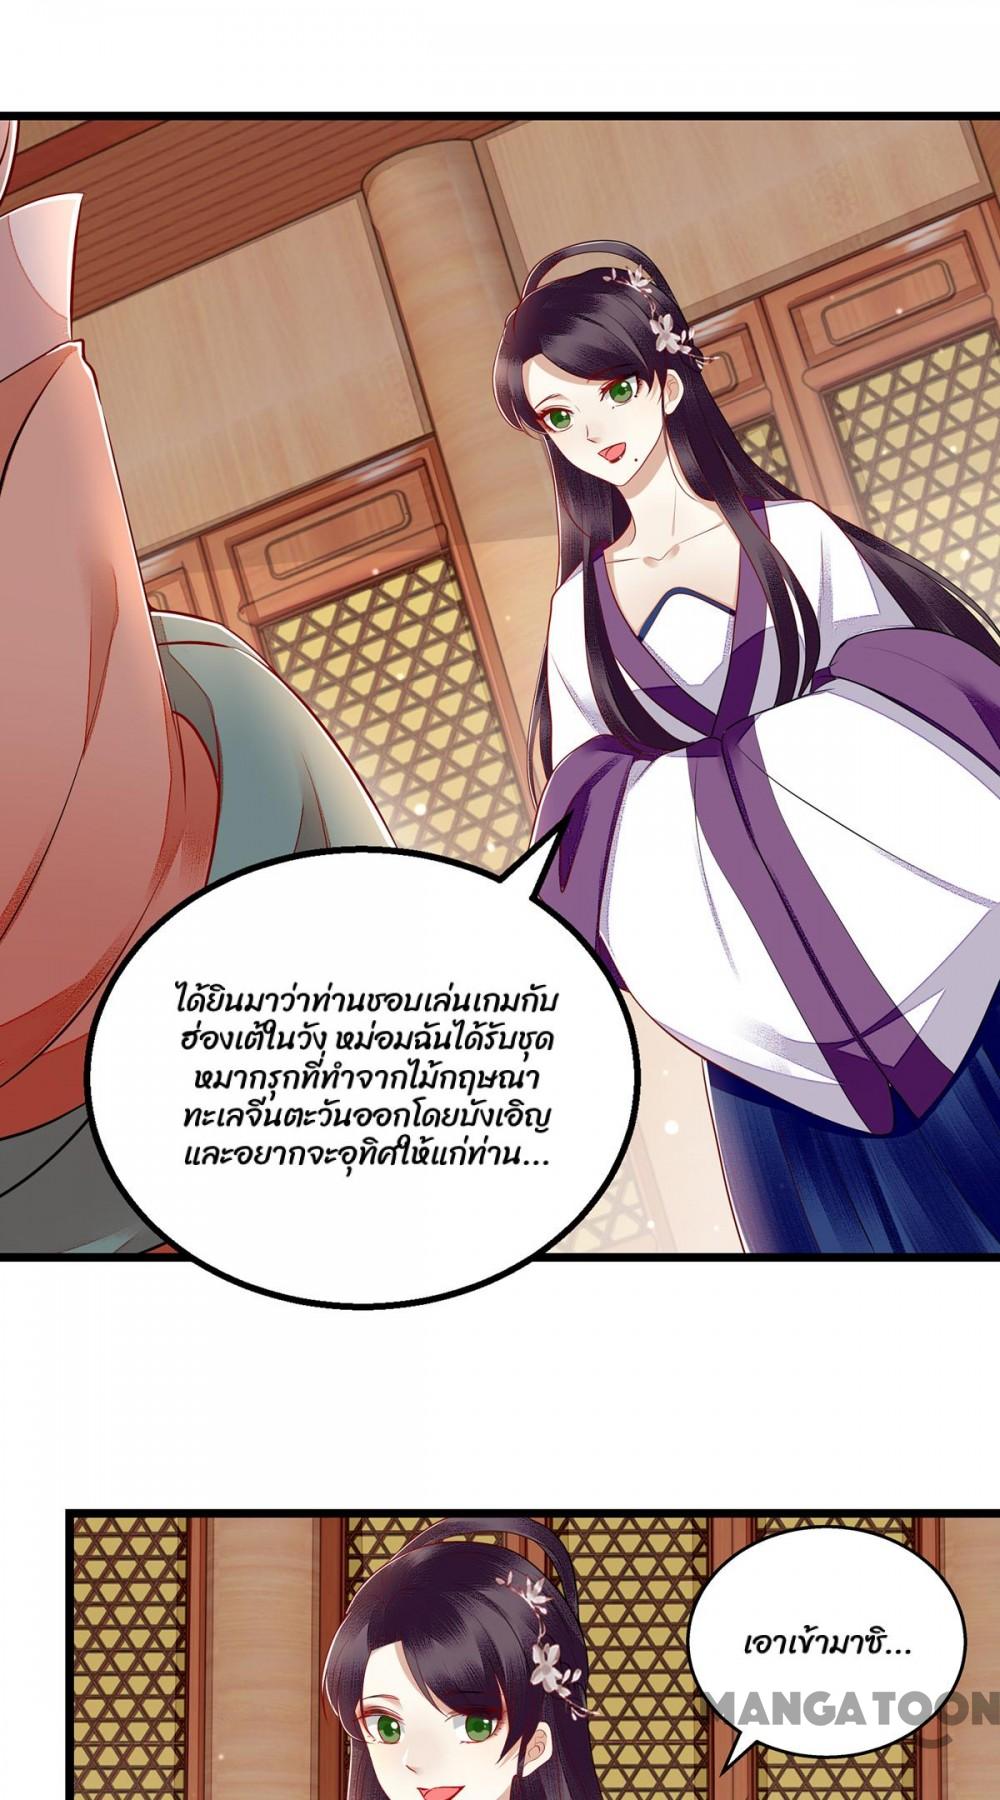 ได้ยินมาว่าท่านชอบเล่นเกมกับ
ฮ่องเต้ในวัง หม่อมฉันได้รับชุด
หมากรุกที่ทำจากไม้กฤษณา
ทะเลจีนตะวันออกโดยบังเอิญ
และอยากจะอุทิศให้แก่ท่าน...
เอาเข้ามาซิ...
MANGATOON